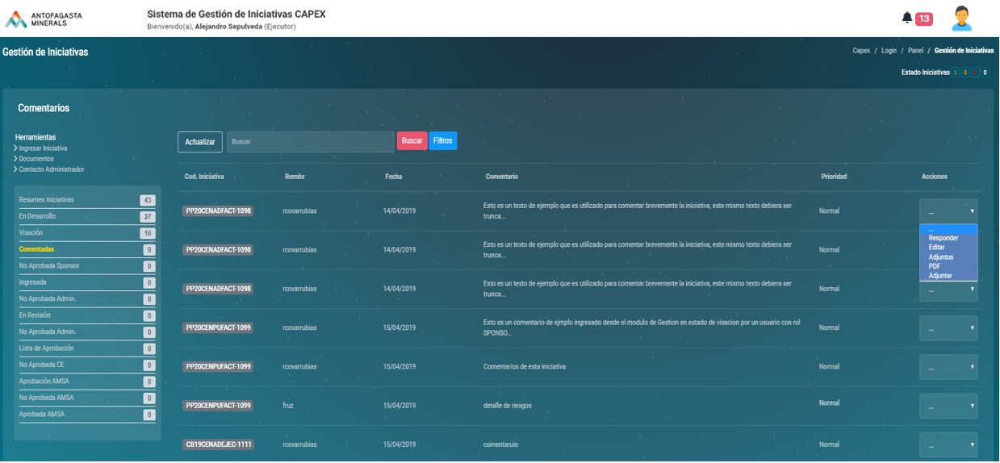 ANTOFAGASTA
MINERALS
Sistema de Gestión de Iniciativas CAPEX
Bienvenido(a), Alejandro Sepulveda (Ejecutor)
13
Gestión de Iniciativas
Capex / Login / Panel / Gestión de Iniciativas
Estado Iniciativas 0 0 0 0
Comentarios
Herramientas
Ingresar Iniciativa
Documentos
Contacto Administrador
Resumen Iniciativas 43
En Desarrollo 27
Visación 16
Comentadas 0
No Aprobada Sponsor 0
Ingresada 0
No Aprobada Admin. 0
En Revisión 0
No Aprobada Admin. 0
Lista de Aprobación 0
No Aprobada CE 0
Aprobación AMSA 0
No Aprobada AMSA 0
Aprobada AMSA 0
Actualizar Buscar Buscar Filtros
Cod. Iniciativa Remite Fecha Comentario Prioridad Acciones
PP20CENADFACT-1098 rcovarrubias 14/04/2019 Esto es un texto de ejemplo que es utilizado para comentar brevemente la iniciativa, este mismo texto debiera ser Normal ...
trunca...
...
Responder
Editar
Adjuntos
PDF
Adjuntar
PP20CENADFACT-1098 rcovarrubias 14/04/2019 Esto es un texto de ejemplo que es utilizado para comentar brevemente la iniciativa, este mismo texto debiera ser Normal
trunca...
PP20CENADFACT-1098 rcovarrubias 14/04/2019 Esto es un texto de ejemplo que es utilizado para comentar brevemente la iniciativa, este mismo texto debiera ser Normal ...
trunca...
PP20CENPUFACT-1099 rcovarrubias 15/04/2019 Esto es un comentario de ejmplo ingresado desde el modulo de Gestion en estado de visacion por un usuario con rol Normal ...
SPONSO...
PP20CENPUFACT-1099 rcovarrubias 15/04/2019 Comentarios de esta iniciativa Normal ...
PP20CENPUFACT-1099 fruz 15/04/2019 detalle de riesgos Normal ...
CB19CENADEJEC-1111 rcovarrubias 15/04/2019 comentaruio Normal ...